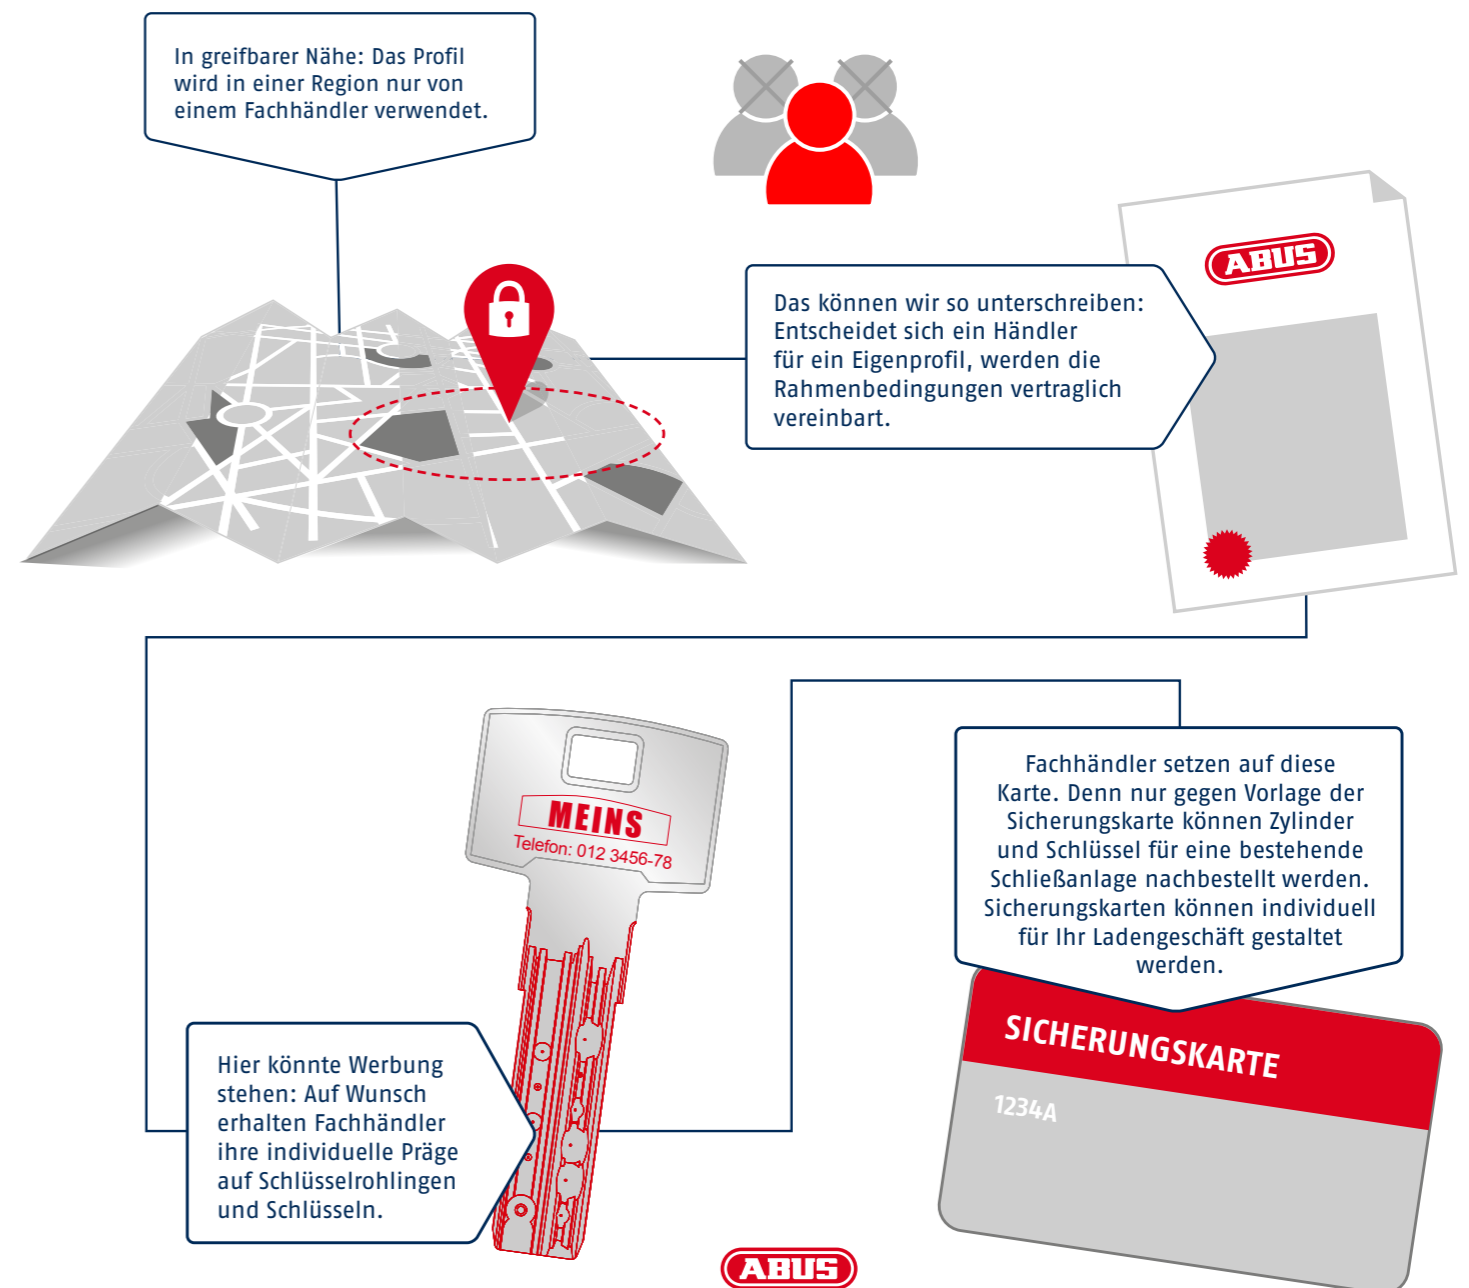 In greifbarer Nähe: Das Profil
wird in einer Region nur von
einem Fachhändler verwendet.
ABUS
Das können wir so unterschreiben:
Entscheidet sich ein Händler
für ein Eigenprofil, werden die
Rahmenbedingungen vertraglich
vereinbart.
MEINS
Telefon: 012 3456-78
Hier könnte Werbung
stehen: Auf Wunsch
erhalten Fachhändler
ihre individuelle Präge
auf Schlüsselrohlingen
und Schlüsseln.
Fachhändler setzen auf diese
Karte. Denn nur gegen Vorlage der
Sicherungskarte können Zylinder
und Schlüssel für eine bestehende
Schließanlage nachbestellt werden.
Sicherungskarten können individuell
für Ihr Ladengeschäft gestaltet
werden.
SICHERUNGSKARTE
1234A
ABUS